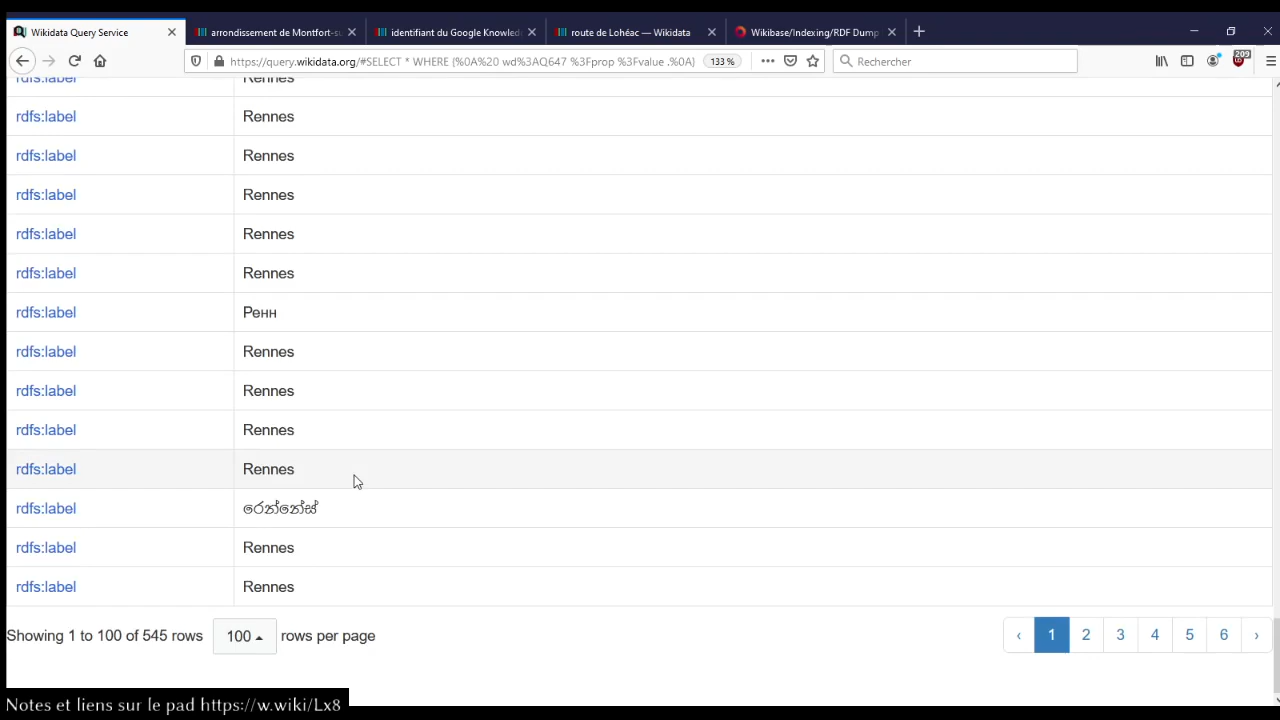 Wikidata Query Service
arrondissement de Montfort-su
identifiant du Google Knowled
route de Lohéac — Wikidata
Wikibase/Indexing/RDF Dump
https://query.wikidata.org/#SELECT * WHERE {%0A%20 wd%3AQ647 %3Fprop %3Fvalue .%0A}
133 %
Rechercher
209
rdfs:label Rennes
rdfs:label Rennes
rdfs:label Rennes
rdfs:label Rennes
rdfs:label Rennes
rdfs:label Rennes
rdfs:label Ренн
rdfs:label Rennes
rdfs:label Rennes
rdfs:label Rennes
rdfs:label Rennes
rdfs:label රෙන්නේස්
rdfs:label Rennes
rdfs:label Rennes
Showing 1 to 100 of 545 rows 100 rows per page
‹ 1 2 3 4 5 6 ›
Notes et liens sur le pad https://w.wiki/Lx8